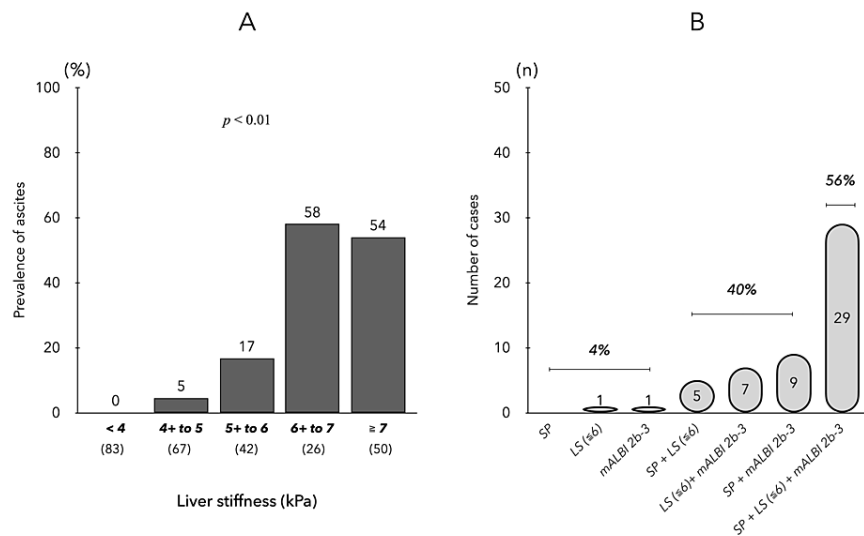 A
(%)
100
80
60
40
20
0
Prevalence of ascites
p < 0.01
0
5
17
58
54
< 4
4+ to 5
5+ to 6
6+ to 7
≧ 7
(83)
(67)
(42)
(26)
(50)
Liver stiffness (kPa)
B
(n)
50
40
30
20
10
0
Number of cases
4%
40%
56%
1
1
5
7
9
29
SP
LS (≦6)
mALBI 2b-3
SP + LS (≦6)
LS (≦6)+ mALBI 2b-3
SP + mALBI 2b-3
SP + LS (≦6) + mALBI 2b-3